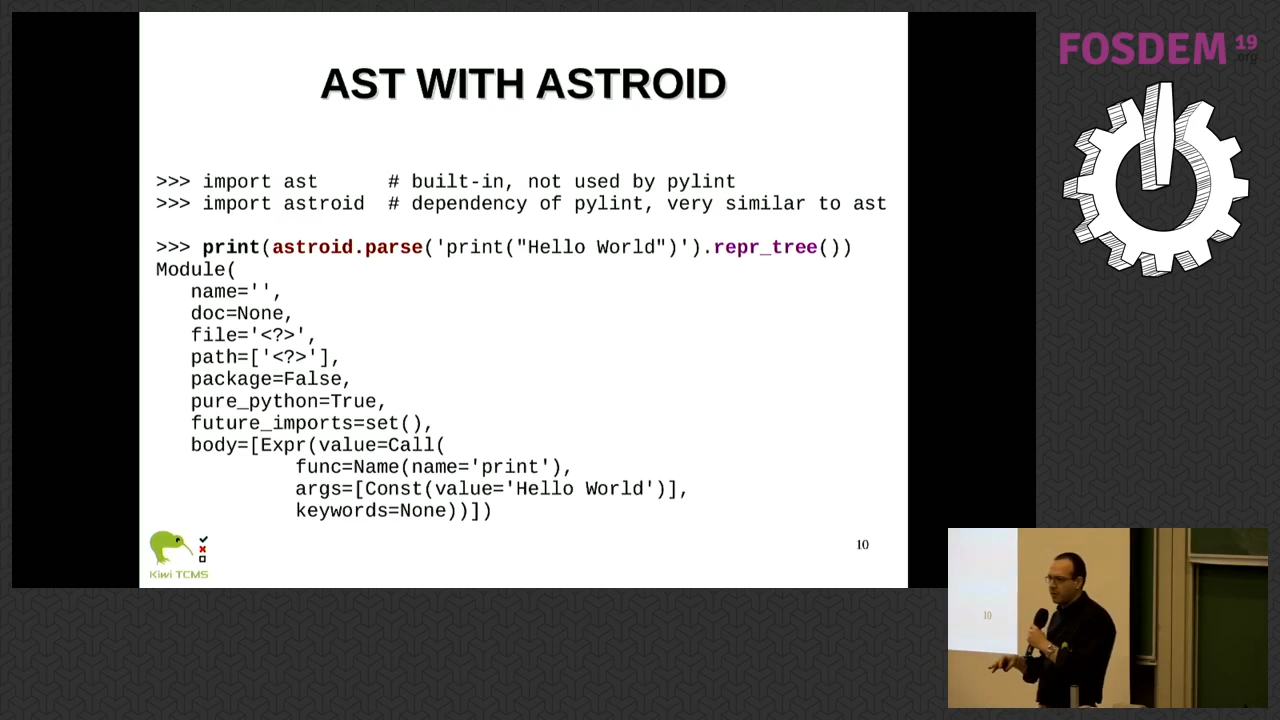 AST WITH ASTROID
>>> import ast      # built-in, not used by pylint
>>> import astroid  # dependency of pylint, very similar to ast
>>> print(astroid.parse('print("Hello World")').repr_tree())
Module(
   name='',
   doc=None,
   file='<?>',
   path=['<?>'],
   package=False,
   pure_python=True,
   future_imports=set(),
   body=[Expr(value=Call(
            func=Name(name='print'),
            args=[Const(value='Hello World')],
            keywords=None))])
Kiwi TCMS
10
FOSDEM 19
.org
10